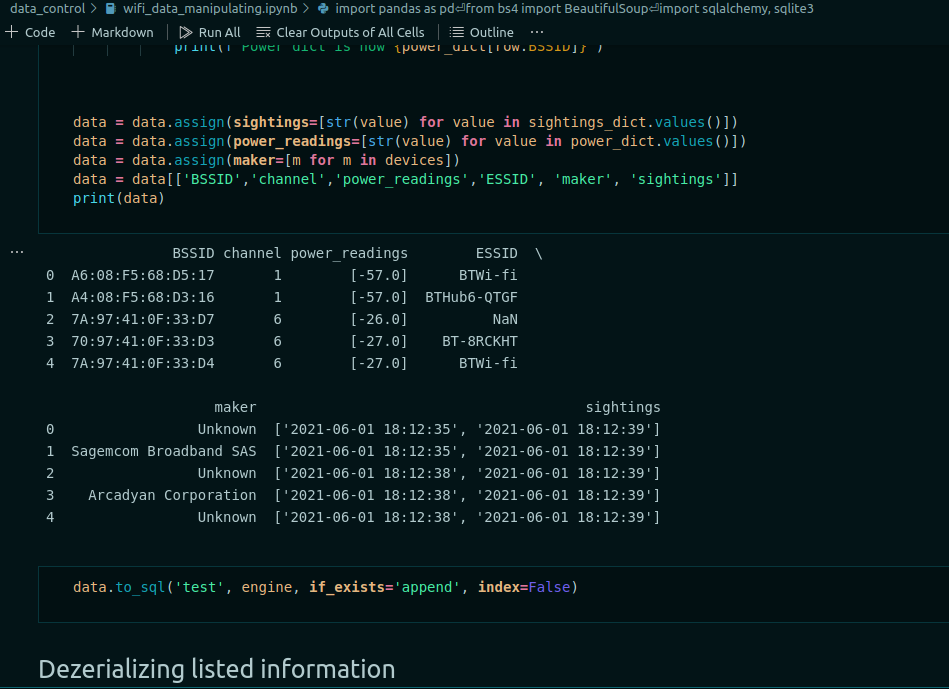 data_control > wifi_data_manipulating.ipynb > import pandas as pd⏎from bs4 import BeautifulSoup⏎import sqlalchemy, sqlite3
+ Code + Markdown Run All Clear Outputs of All Cells Outline ...
print(f"Power dict is now {power_dict[row.BSSID]}")
data = data.assign(sightings=[str(value) for value in sightings_dict.values()])
data = data.assign(power_readings=[str(value) for value in power_dict.values()])
data = data.assign(maker=[m for m in devices])
data = data[['BSSID','channel','power_readings','ESSID', 'maker', 'sightings']]
print(data)
...
BSSID channel power_readings ESSID \
0 A6:08:F5:68:D5:17 1 [-57.0] BTWi-fi
1 A4:08:F5:68:D3:16 1 [-57.0] BTHub6-QTGF
2 7A:97:41:0F:33:D7 6 [-26.0] NaN
3 70:97:41:0F:33:D3 6 [-27.0] BT-8RCKHT
4 7A:97:41:0F:33:D4 6 [-27.0] BTWi-fi
maker sightings
0 Unknown ['2021-06-01 18:12:35', '2021-06-01 18:12:39']
1 Sagemcom Broadband SAS ['2021-06-01 18:12:35', '2021-06-01 18:12:39']
2 Unknown ['2021-06-01 18:12:38', '2021-06-01 18:12:39']
3 Arcadyan Corporation ['2021-06-01 18:12:38', '2021-06-01 18:12:39']
4 Unknown ['2021-06-01 18:12:38', '2021-06-01 18:12:39']
data.to_sql('test', engine, if_exists='append', index=False)
Dezerializing listed information